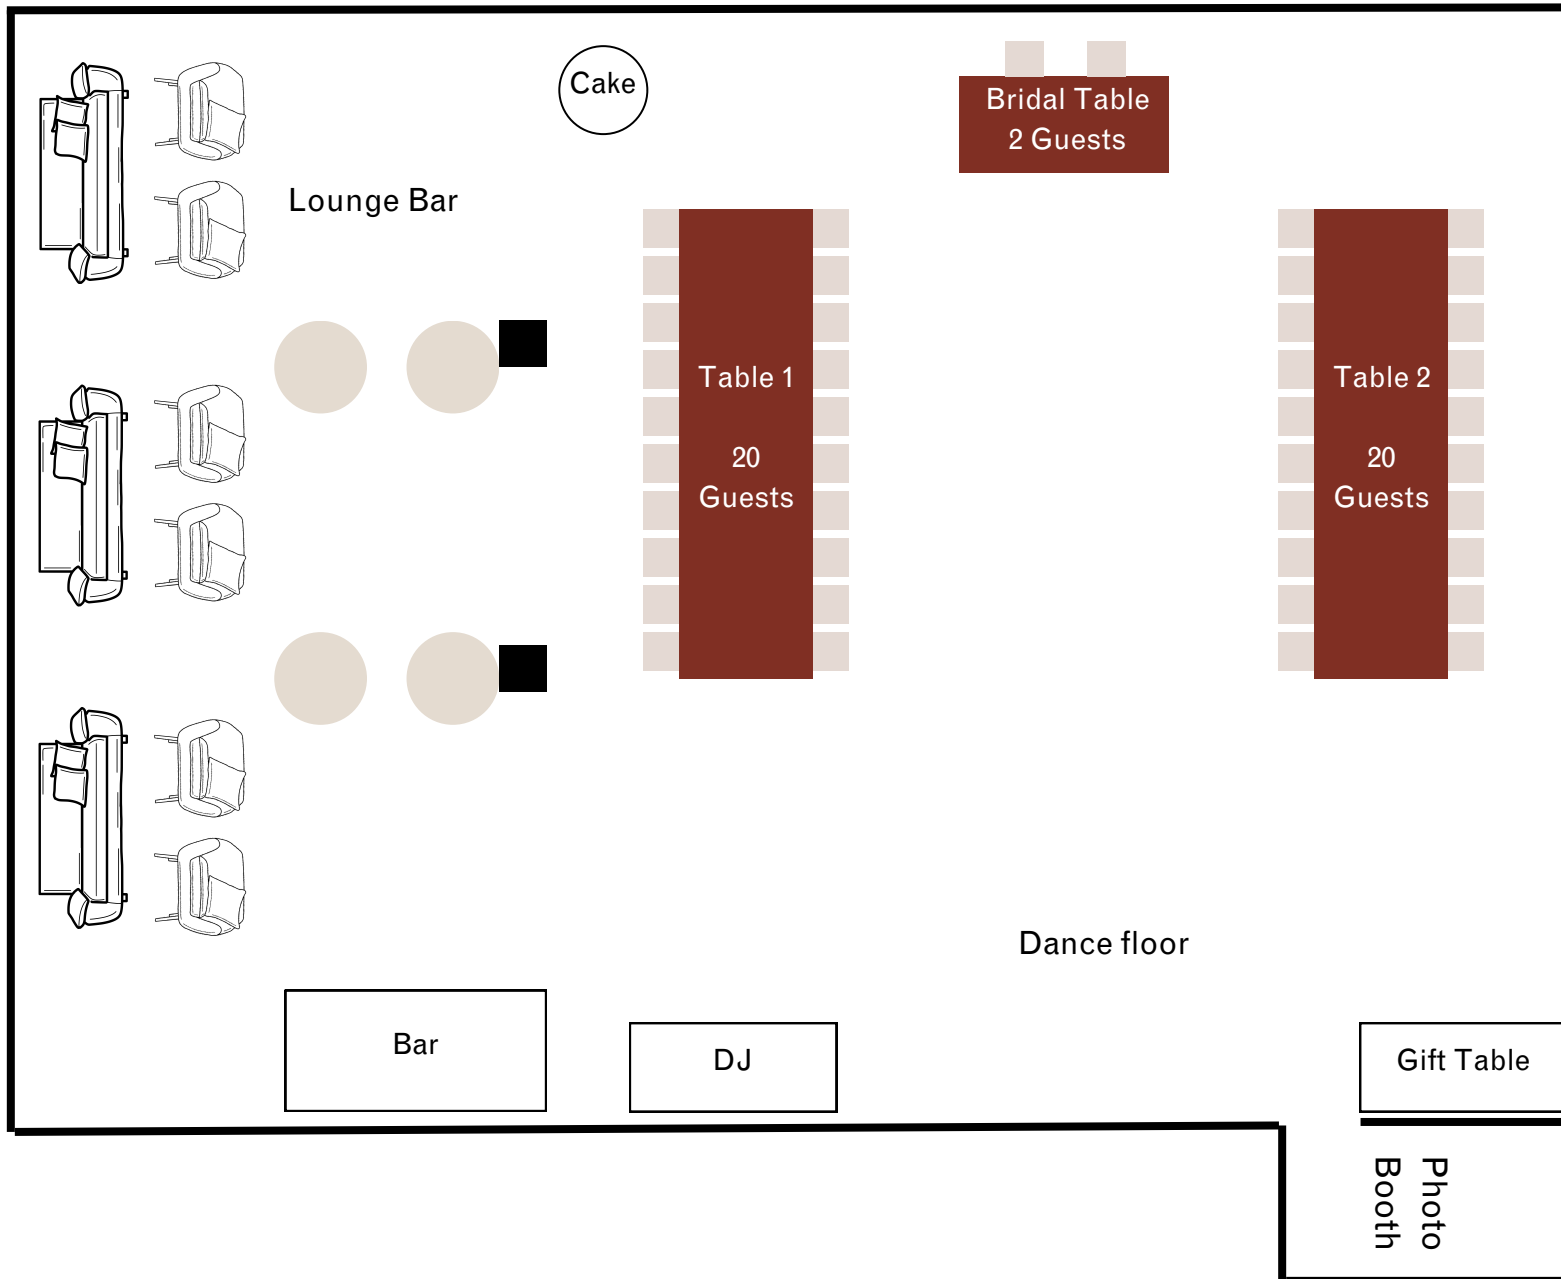 Cake
Bridal Table
2 Guests
Lounge Bar
Table 1
20
Guests
Table 2
20
Guests
Dance floor
Bar
DJ
Gift Table
Photo
Booth